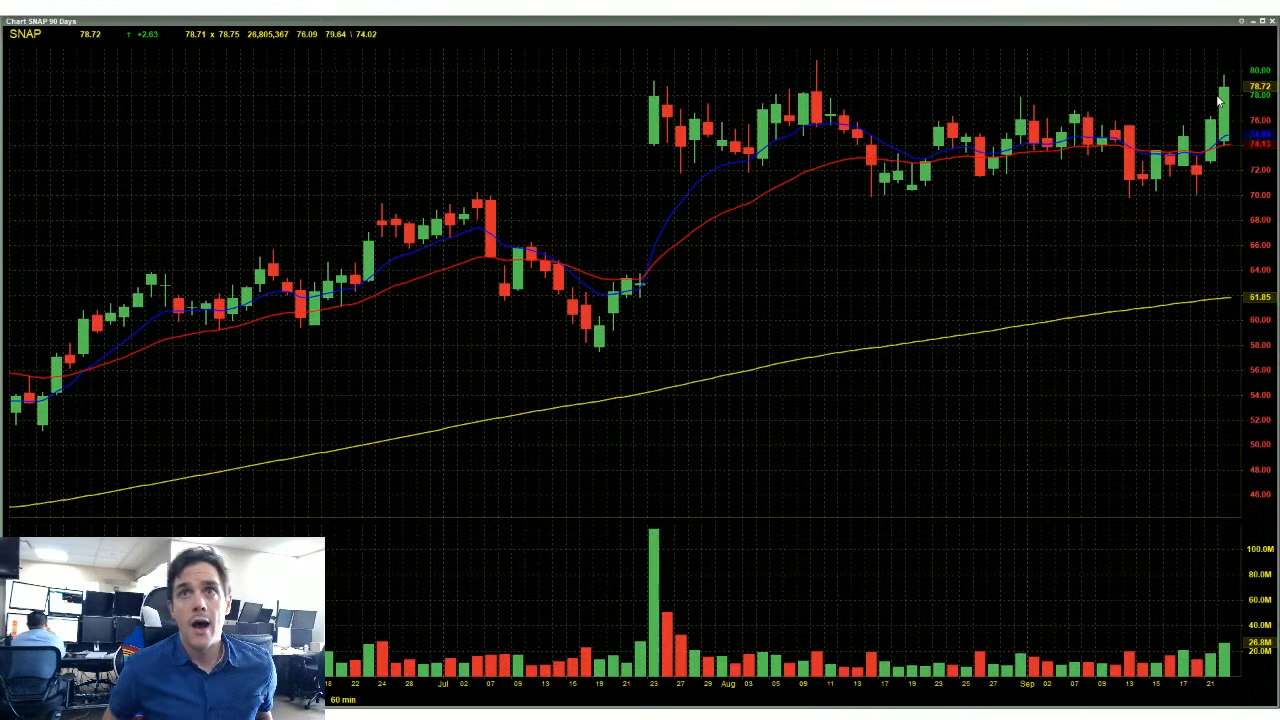 Chart SNAP 90 Days
SNAP 78.72 ↑ +2.63 78.71 x 78.75 26,805,367 76.09 79.64 \ 74.02
80.00
78.72
78.00
76.00
74.13
72.00
70.00
68.00
66.00
64.00
61.85
60.00
58.00
56.00
54.00
52.00
50.00
48.00
46.00
100.0M
80.0M
60.0M
40.0M
26.8M
20.0M
18 22 24 28 Jul 02 07 09 13 15 19 21 23 27 29 Aug 03 05 09 11 13 17 19 23 25 27 Sep 02 07 09 13 15 17 21
60 min